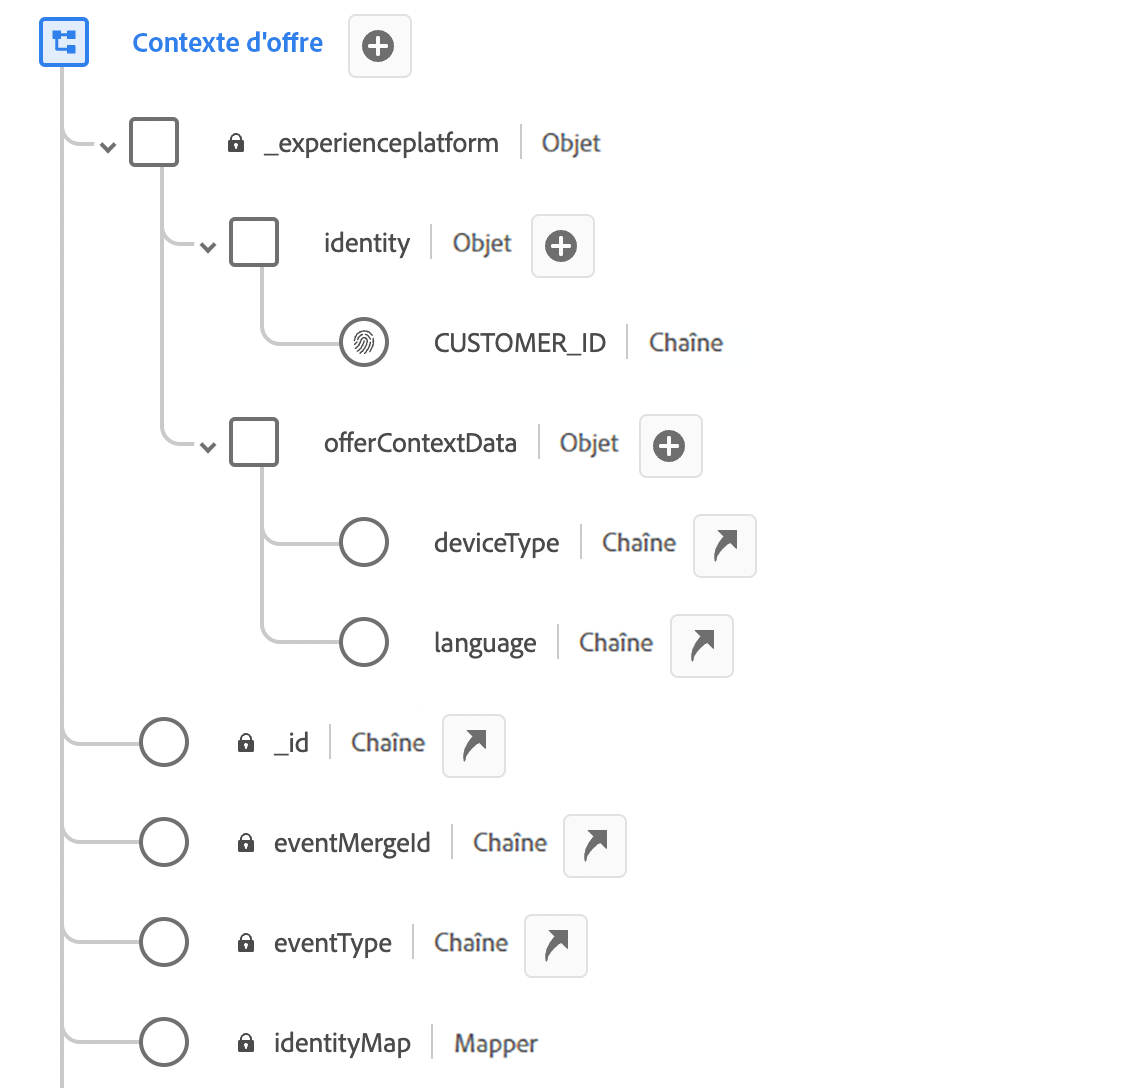 Contexte d'offre
_experienceplatform Objet
identity Objet
CUSTOMER_ID Chaîne
offerContextData Objet
deviceType Chaîne
language Chaîne
_id Chaîne
eventMergeId Chaîne
eventType Chaîne
identityMap Mapper